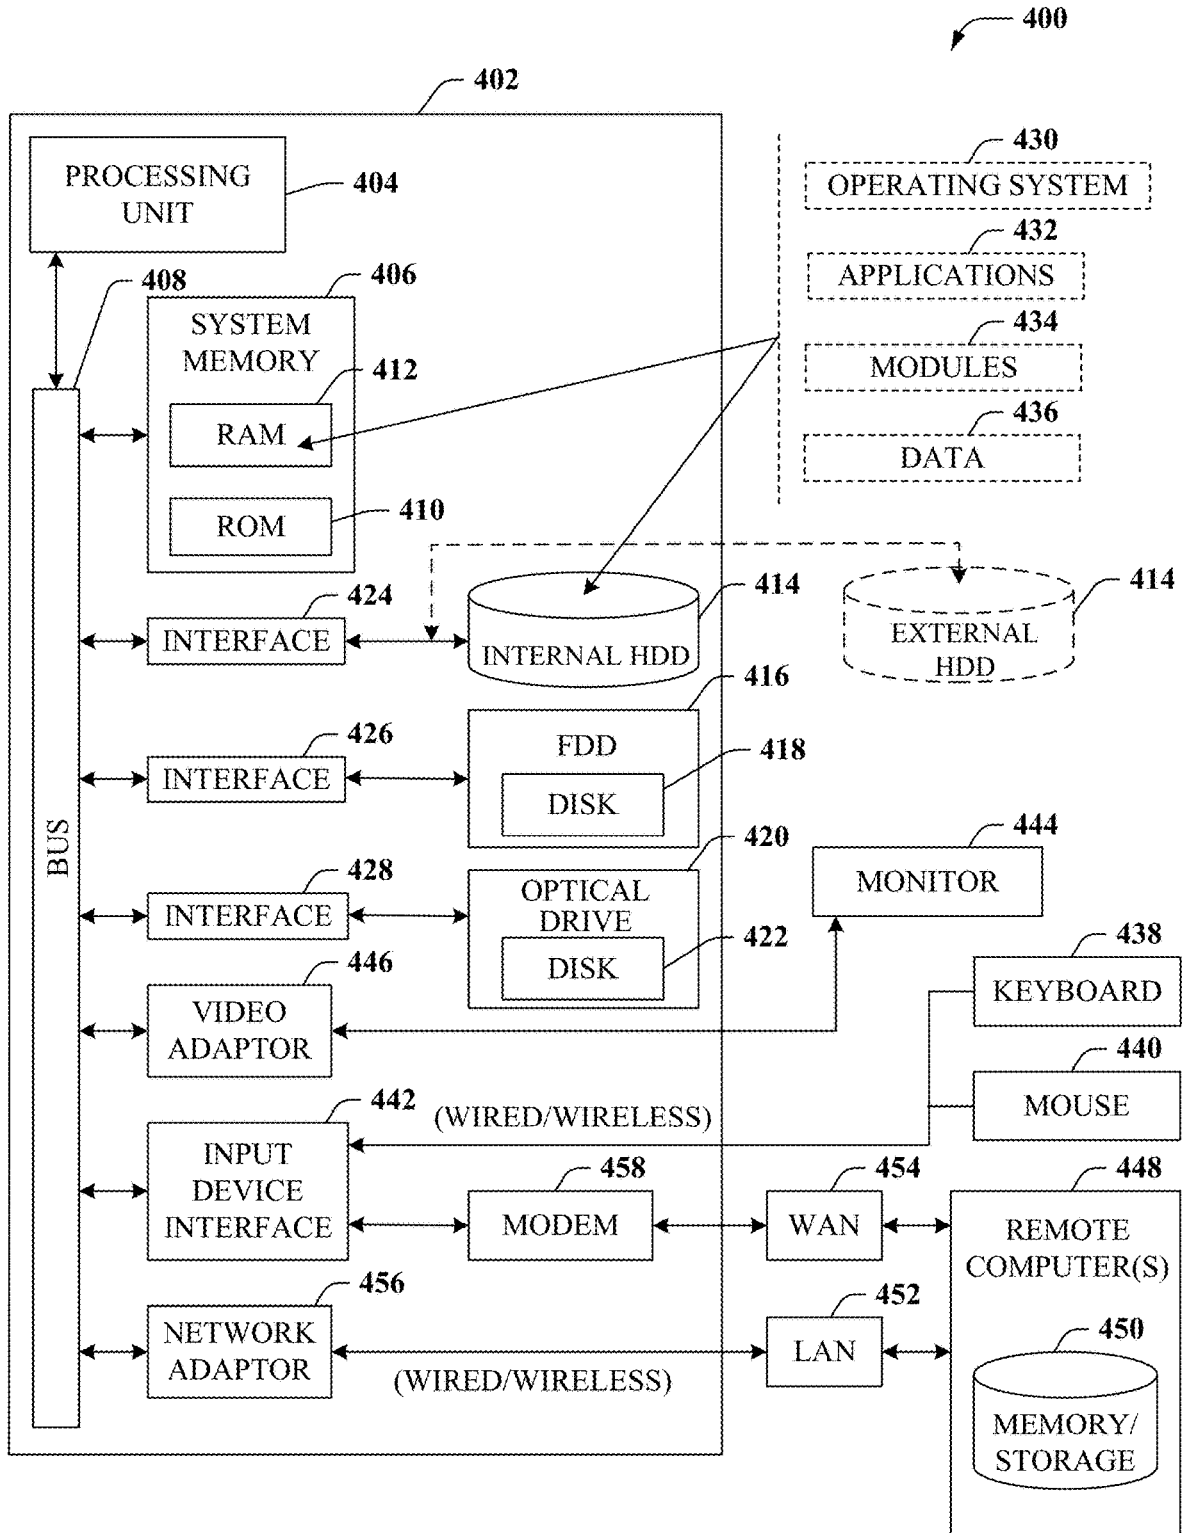 400
402
PROCESSING
UNIT
404
430
OPERATING SYSTEM
432
APPLICATIONS
434
MODULES
436
DATA
408
406
SYSTEM
MEMORY
412
RAM
410
ROM
424
INTERFACE
414
INTERNAL HDD
414
EXTERNAL
HDD
426
INTERFACE
416
FDD
418
DISK
BUS
428
INTERFACE
420
OPTICAL
DRIVE
422
DISK
444
MONITOR
446
VIDEO
ADAPTOR
438
KEYBOARD
440
MOUSE
442
(WIRED/WIRELESS)
INPUT
DEVICE
INTERFACE
458
MODEM
454
WAN
448
REMOTE
COMPUTER(S)
456
NETWORK
ADAPTOR
(WIRED/WIRELESS)
452
LAN
450
MEMORY/
STORAGE